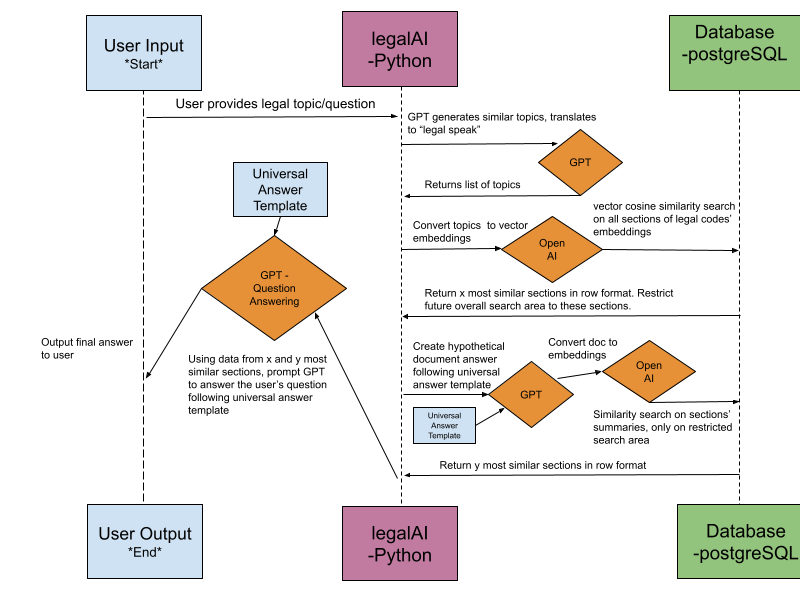 User Input
*Start*
legalAI
-Python
Database
-postgreSQL
User provides legal topic/question
GPT generates similar topics, translates
to “legal speak”
GPT
Returns list of topics
Universal
Answer
Template
vector cosine similarity search
on all sections of legal codes’
embeddings
Convert topics to vector
embeddings
Open
AI
GPT -
Question
Answering
Return x most similar sections in row format. Restrict
future overall search area to these sections.
Output final answer
to user
Using data from x and y most
similar sections, prompt GPT
to answer the user’s question
following universal answer
template
Create hypothetical
document answer
following universal
answer template
Convert doc to
embeddings
GPT
Open
AI
Universal
Answer
Template
Similarity search on sections’
summaries, only on restricted
search area
Return y most similar sections in row format
User Output
*End*
legalAI
-Python
Database
-postgreSQL